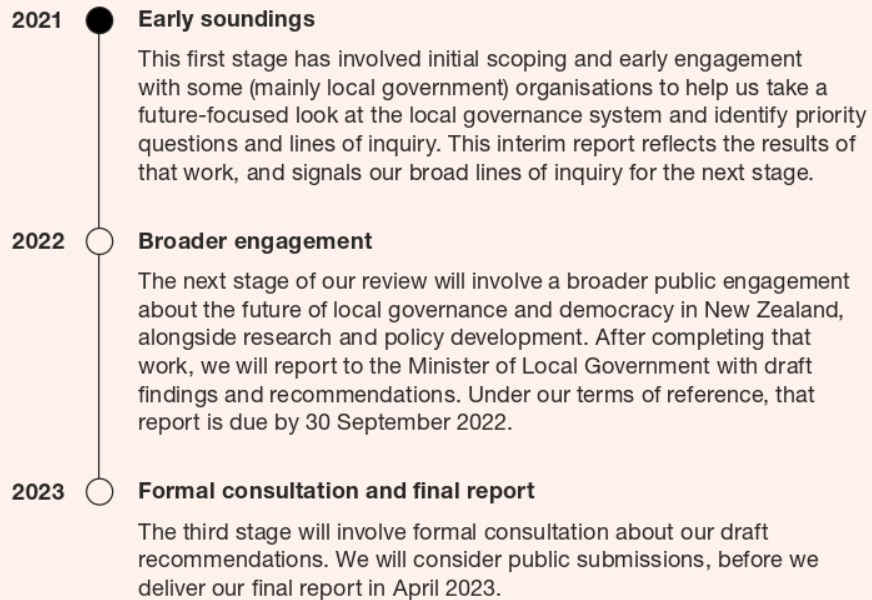 2021 Early soundings
This first stage has involved initial scoping and early engagement
with some (mainly local government) organisations to help us take a
future-focused look at the local governance system and identify priority
questions and lines of inquiry. This interim report reflects the results of
that work, and signals our broad lines of inquiry for the next stage.
2022 Broader engagement
The next stage of our review will involve a broader public engagement
about the future of local governance and democracy in New Zealand,
alongside research and policy development. After completing that
work, we will report to the Minister of Local Government with draft
findings and recommendations. Under our terms of reference, that
report is due by 30 September 2022.
2023 Formal consultation and final report
The third stage will involve formal consultation about our draft
recommendations. We will consider public submissions, before we
deliver our final report in April 2023.